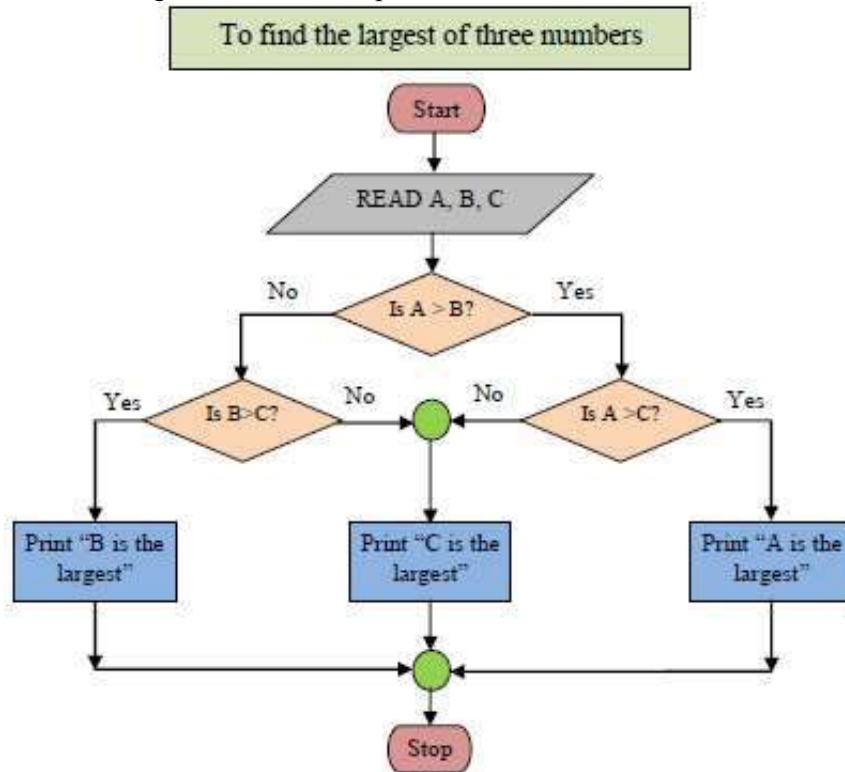 To find the largest of three numbers
Start
READ A, B, C
No
Yes
Is A > B?
Yes
Is B>C?
No
No
Is A >C?
Yes
Print “B is the
largest”
Print “C is the
largest”
Print “A is the
largest”
Stop